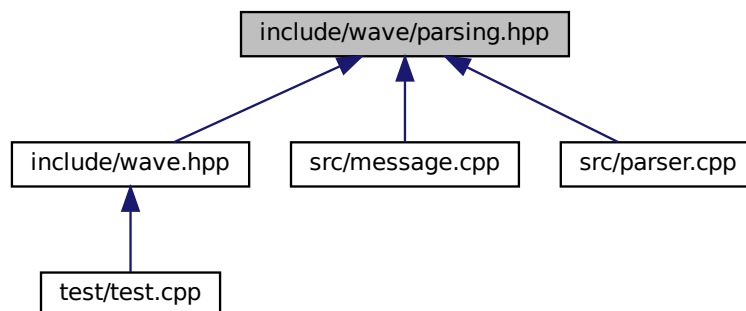 include/wave/parsing.hpp
include/wave.hpp
src/message.cpp
src/parser.cpp
test/test.cpp